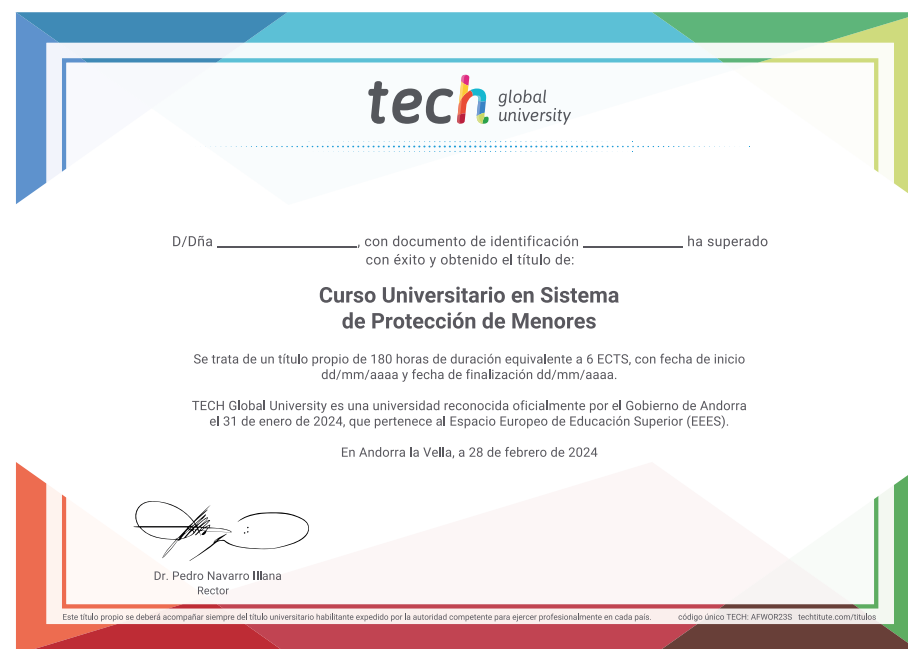 tech global university
D/Dña ____________, con documento de identificación ____________ ha superado
con éxito y obtenido el título de:
Curso Universitario en Sistema
de Protección de Menores
Se trata de un título propio de 180 horas de duración equivalente a 6 ECTS, con fecha de inicio
dd/mm/aaaa y fecha de finalización dd/mm/aaaa.
TECH Global University es una universidad reconocida oficialmente por el Gobierno de Andorra
el 31 de enero de 2024, que pertenece al Espacio Europeo de Educación Superior (EEES).
En Andorra la Vella, a 28 de febrero de 2024
Dr. Pedro Navarro Illana
Rector
Este título propio se deberá acompañar siempre del título universitario habilitante expedido por la autoridad competente para ejercer profesionalmente en cada país. código único TECH: AFWOR23S techtitute.com/titulos